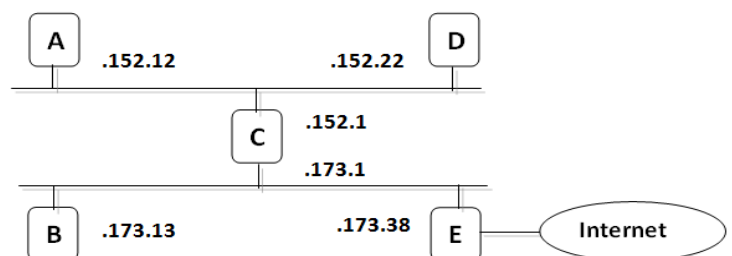 A D
.152.12 .152.22
C .152.1
.173.1
B .173.13 .173.38 E Internet